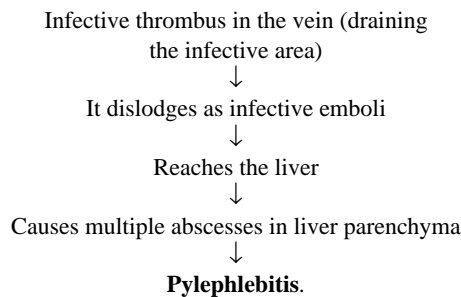 Infective thrombus in the vein (draining
the infective area)
↓
It dislodges as infective emboli
↓
Reaches the liver
↓
Causes multiple abscesses in liver parenchyma
↓
Pylephlebitis.